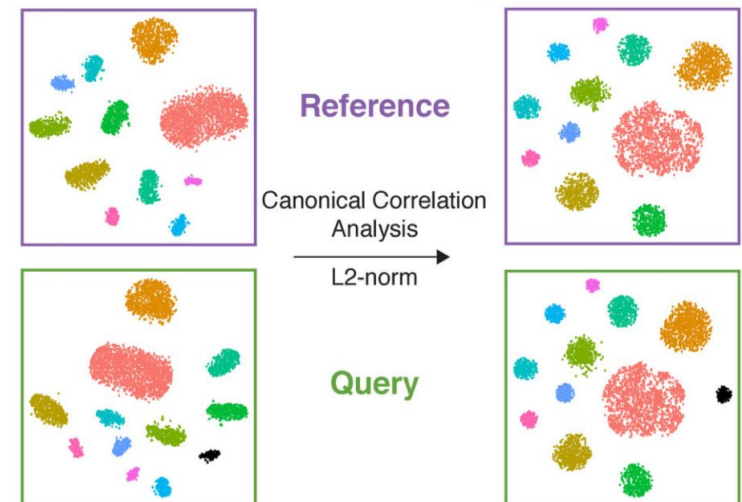 Reference
Canonical Correlation
Analysis
L2-norm
Query